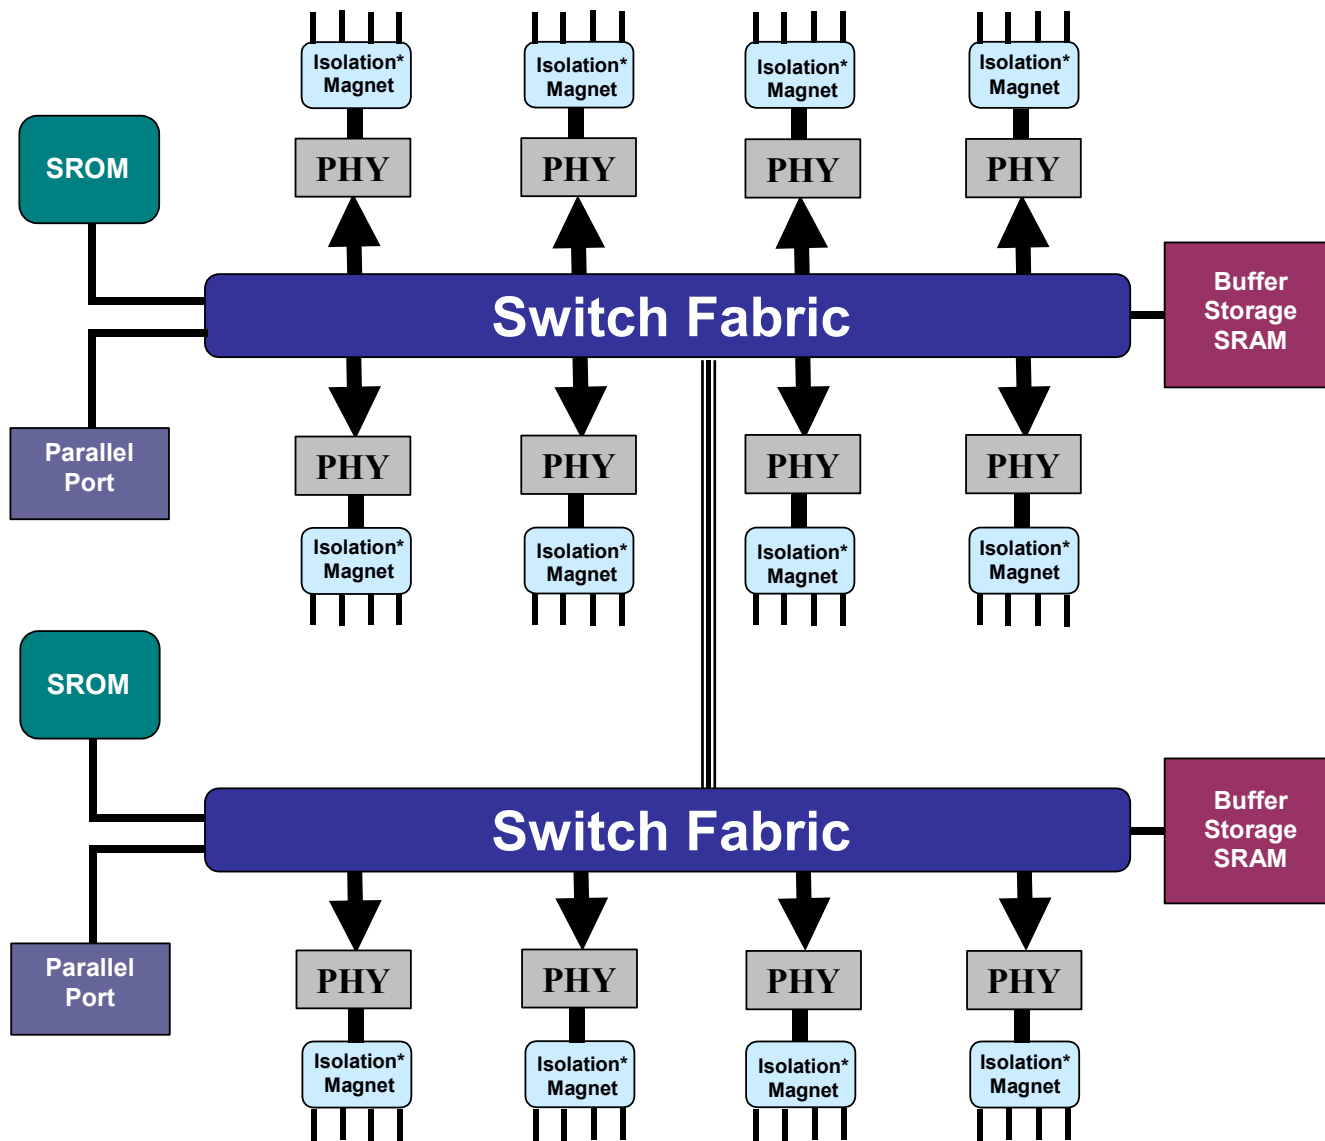 Isolation*
Magnet
Isolation*
Magnet
Isolation*
Magnet
Isolation*
Magnet
SROM
PHY
PHY
PHY
PHY
Switch Fabric
Buffer
Storage
SRAM
Parallel
Port
PHY
PHY
PHY
PHY
Isolation*
Magnet
Isolation*
Magnet
Isolation*
Magnet
Isolation*
Magnet
SROM
Switch Fabric
Buffer
Storage
SRAM
Parallel
Port
PHY
PHY
PHY
PHY
Isolation*
Magnet
Isolation*
Magnet
Isolation*
Magnet
Isolation*
Magnet